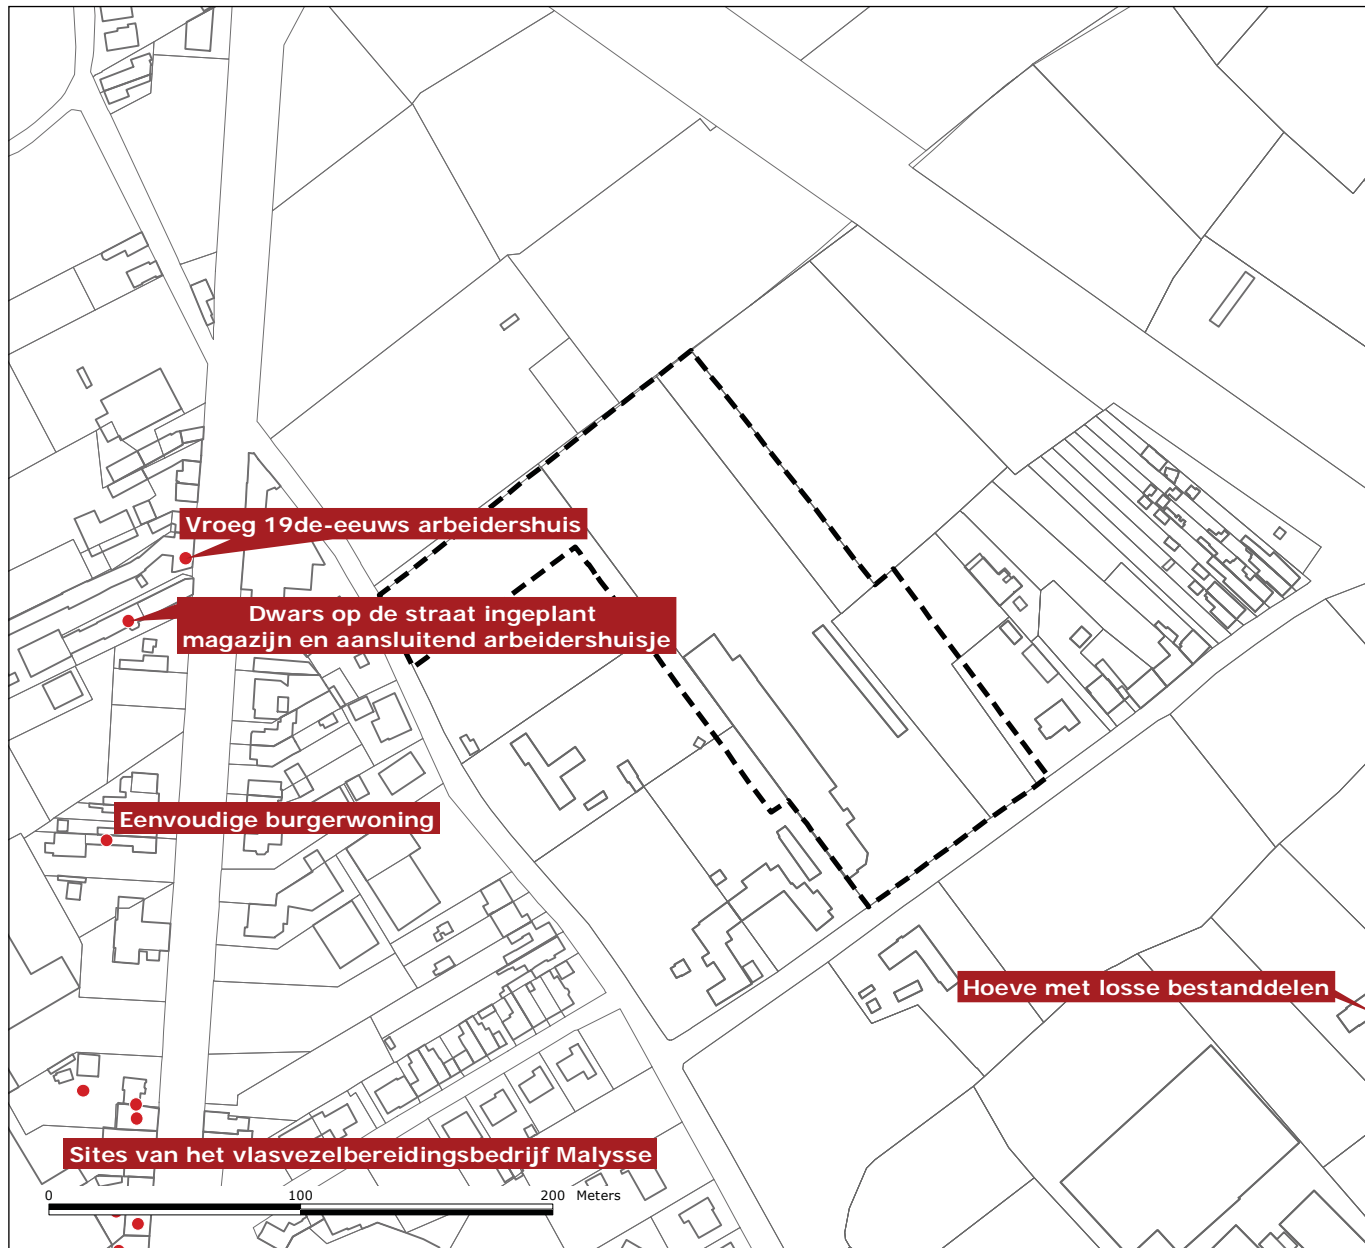 Vroeg 19de-eeuws arbeidershuis
Dwars op de straat ingeplant
magazijn en aansluitend arbeidershuisje
Eenvoudige burgerwoning
Hoeve met losse bestanddelen
Sites van het vlasvezelbereidingsbedrijf Malysse
0 100 200 Meters